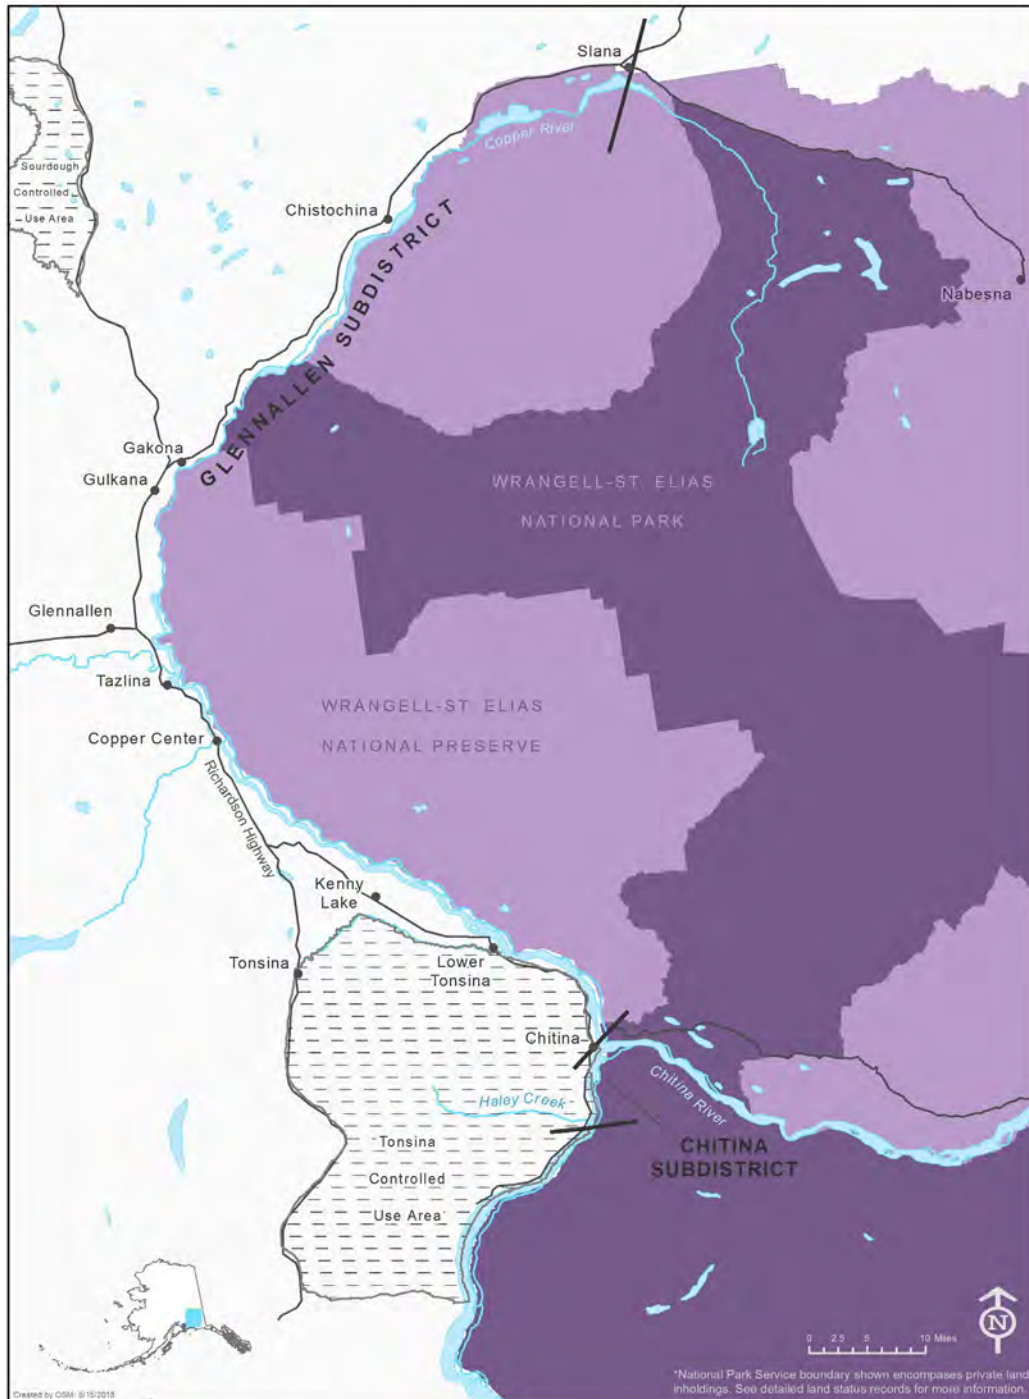 Slana
Copper River
Sourdough
Controlled
Use Area
Chistochina
GLENNALLEN SUBDISTRICT
Nabesna
Gakona
Gulkana
WRANGELL-ST ELIAS
NATIONAL PARK
Glennallen
Tazlina
WRANGELL-ST ELIAS
NATIONAL PRESERVE
Copper Center
Richardson Highway
Kenny
Lake
Tonsina
Lower
Tonsina
Chitina
Chitina River
Haley Creek
Tonsina
Controlled
Use Area
CHITINA
SUBDISTRICT
N
0 2.5 5 10 Miles
*National Park Service boundary shown encompasses private land
inholdings. See detailed land status records for more information.
Created by OSM: 5/15/2018